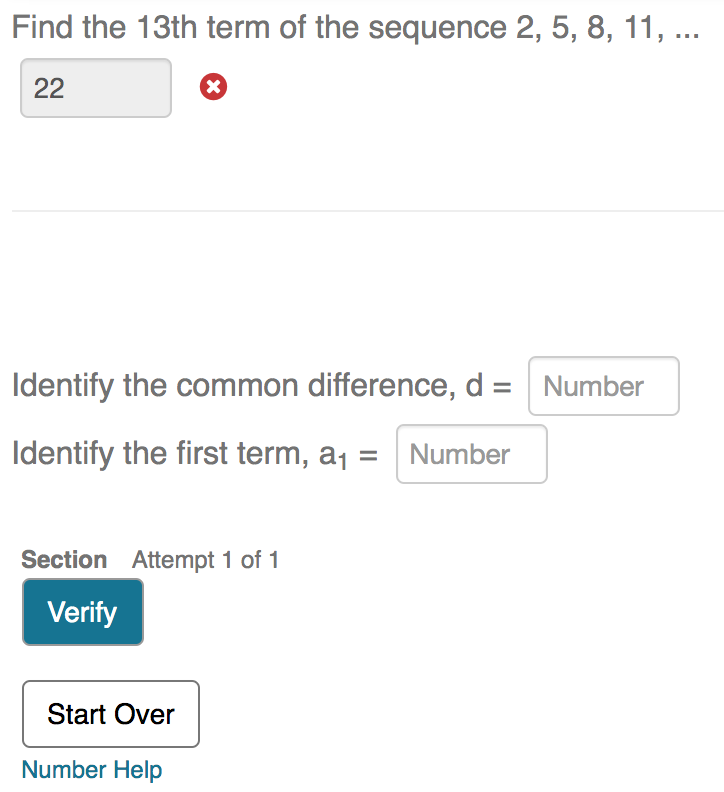 Find the 13th term of the sequence 2, 5, 8, 11, ...
22
Identify the common difference, d = Number
Identify the first term, a₁ = Number
Section Attempt 1 of 1
Verify
Start Over
Number Help